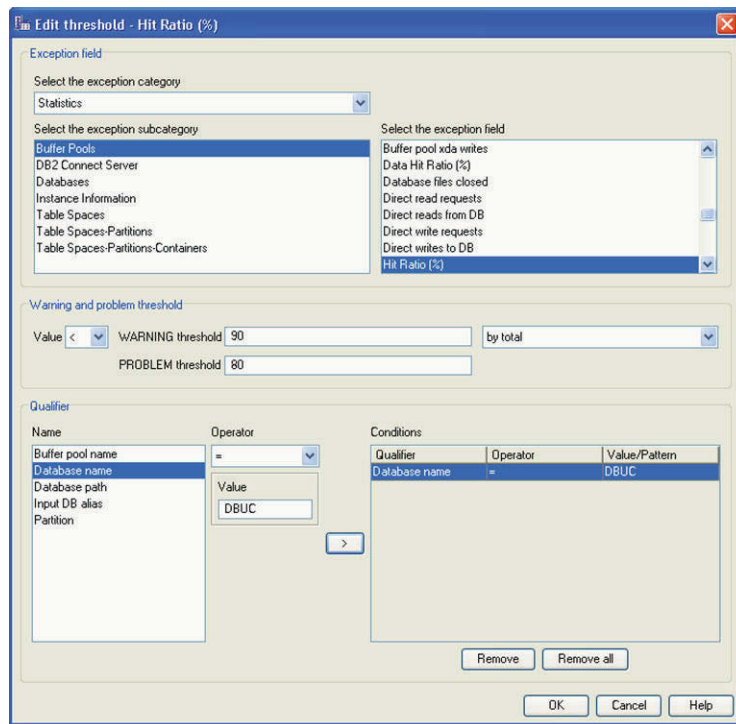 Edit threshold - Hit Ratio (%)
Exception field
Select the exception category
Statistics
Select the exception subcategory
Buffer Pools
DB2 Connect Server
Databases
Instance Information
Table Spaces
Table Spaces-Partitions
Table Spaces-Partitions-Containers
Select the exception field
Buffer pool xda writes
Data Hit Ratio (%)
Database files closed
Direct read requests
Direct reads from DB
Direct write requests
Direct writes to DB
Hit Ratio (%)
Warning and problem threshold
Value < WARNING threshold 90 by total
PROBLEM threshold 80
Qualifier
Name
Buffer pool name
Database name
Database path
Input DB alias
Partition
Operator
=
Value
DBUC
>
Conditions
Qualifier Operator Value/Pattern
Database name = DBUC
Remove Remove all
OK Cancel Help